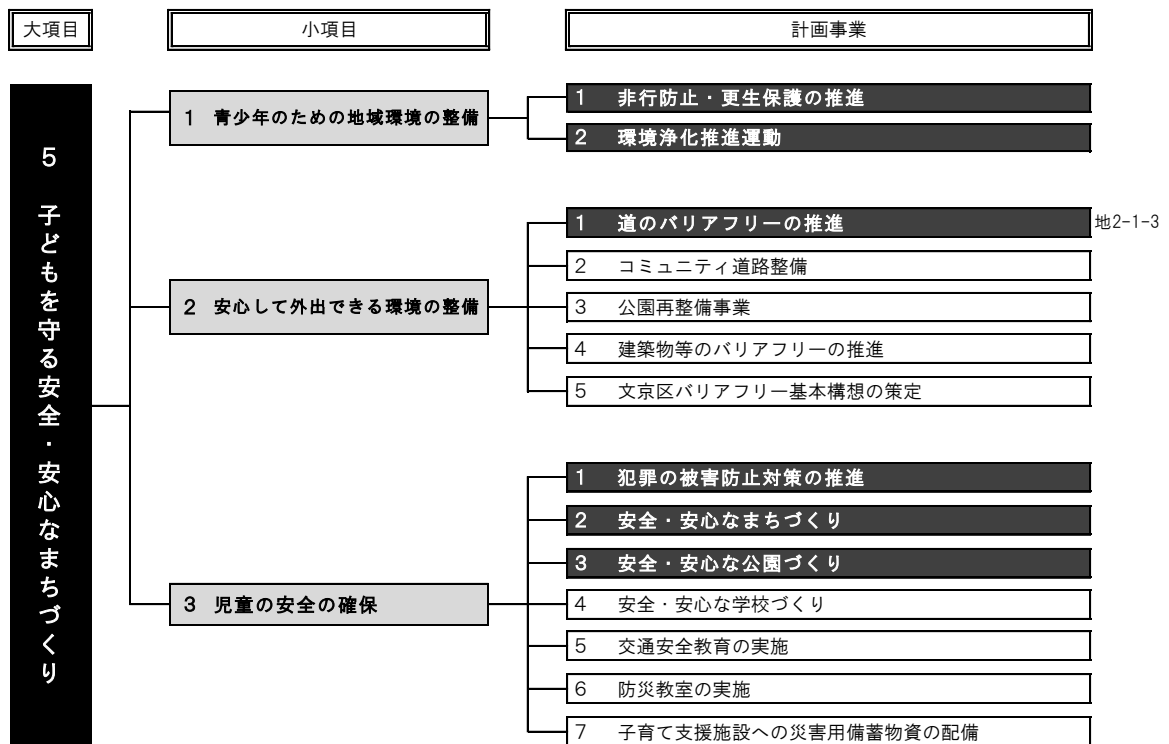 大項目
小項目
計画事業
5 子どもを守る安全・安心なまちづくり
1 青少年のための地域環境の整備
1 非行防止・更生保護の推進
2 環境浄化推進運動
2 安心して外出できる環境の整備
1 道のバリアフリーの推進
地2-1-3
2 コミュニティ道路整備
3 公園再整備事業
4 建築物等のバリアフリーの推進
5 文京区バリアフリー基本構想の策定
3 児童の安全の確保
1 犯罪の被害防止対策の推進
2 安全・安心なまちづくり
3 安全・安心な公園づくり
4 安全・安心な学校づくり
5 交通安全教育の実施
6 防災教室の実施
7 子育て支援施設への災害用備蓄物資の配備